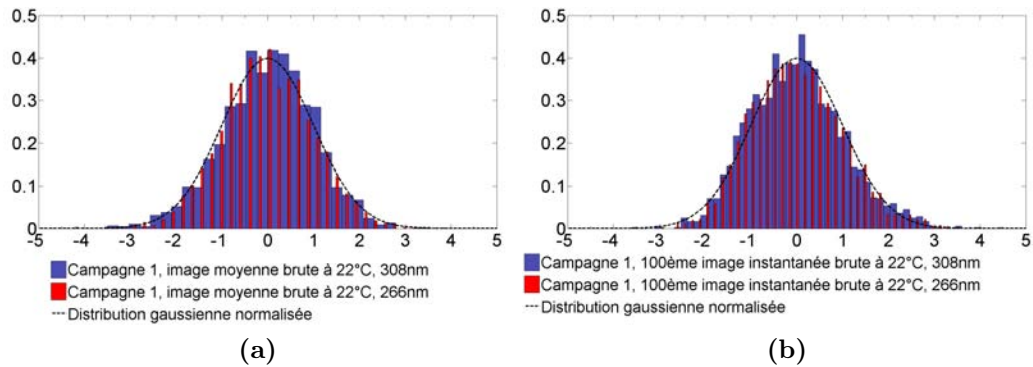 0.5
0.4
0.3
0.2
0.1
0
-5 -4 -3 -2 -1 0 1 2 3 4 5
Campagne 1, image moyenne brute à 22°C, 308nm
Campagne 1, image moyenne brute à 22°C, 266nm
Distribution gaussienne normalisée
(a)
0.5
0.4
0.3
0.2
0.1
0
-5 -4 -3 -2 -1 0 1 2 3 4 5
Campagne 1, 100ème image instantanée brute à 22°C, 308nm
Campagne 1, 100ème image instantanée brute à 22°C, 266nm
Distribution gaussienne normalisée
(b)